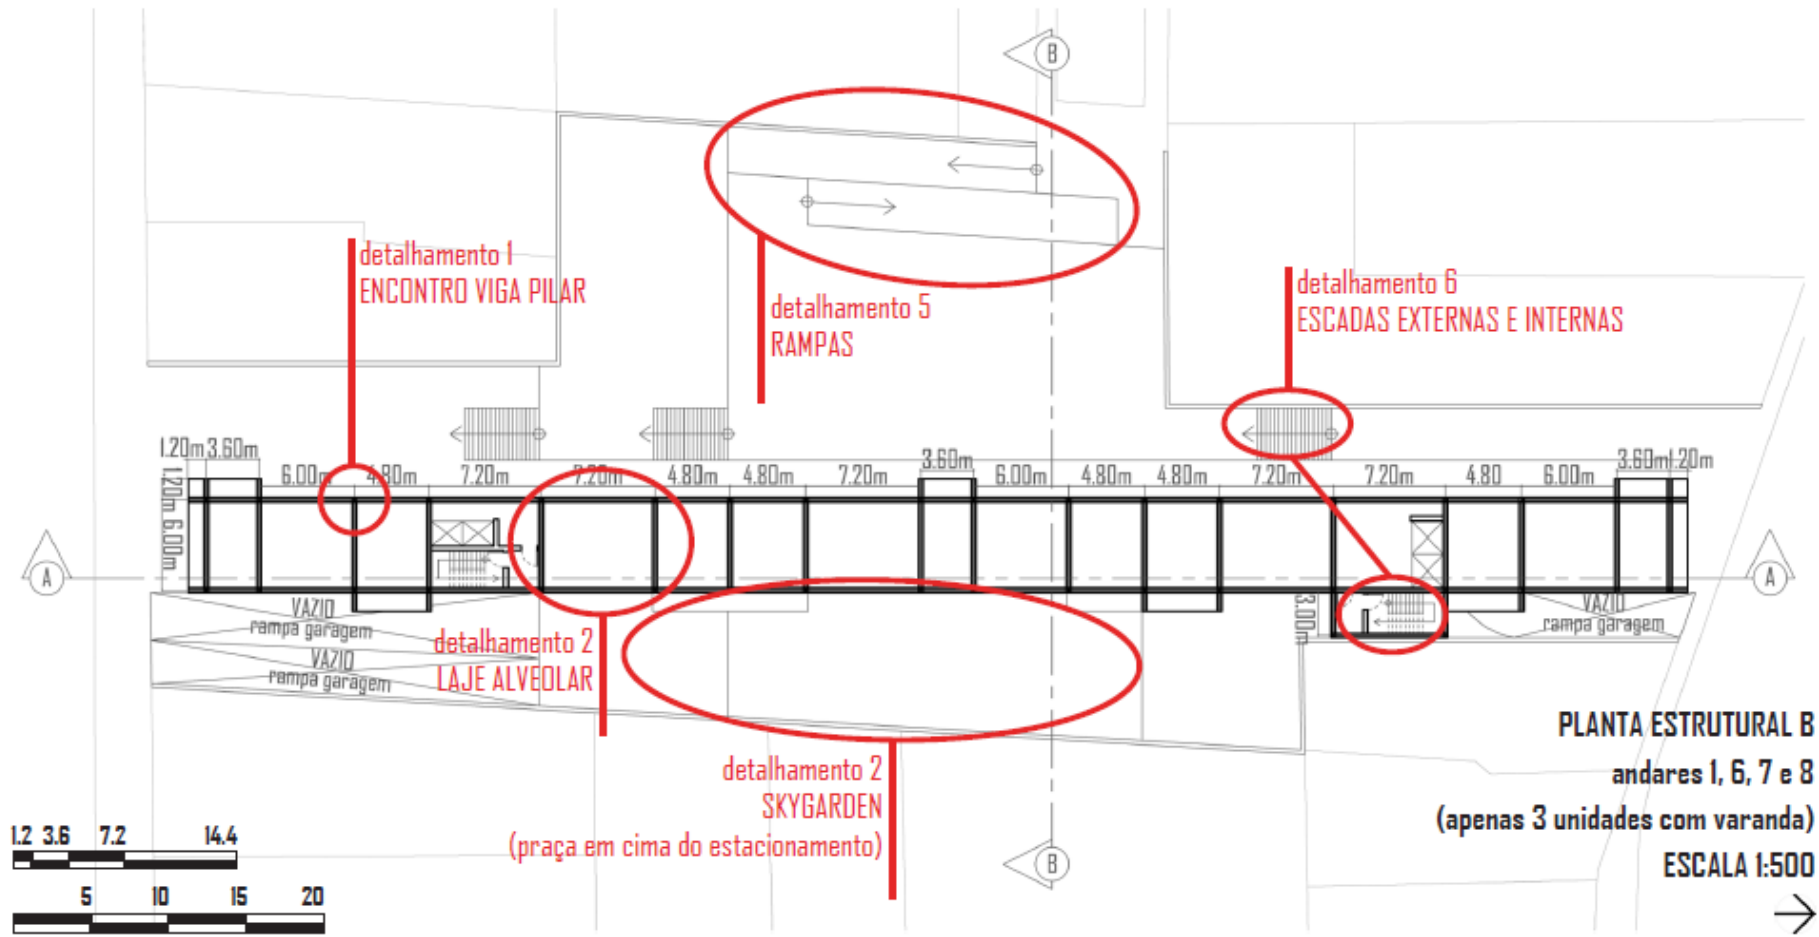 B
detalhamento 1
ENCONTRO VIGA PILAR
detalhamento 5
RAMPAS
detalhamento 6
ESCADAS EXTERNAS E INTERNAS
1.20m 3.60m
6.00m 4.80m 7.20m 7.20m 4.80m 4.80m 7.20m 3.60m 6.00m 4.80m 4.80m 7.20m 7.20m 4.80 6.00m 3.60m 1.20m
1.20m 6.00m
A
A
VAZIO
rampa garagem
VAZIO
rampa garagem
3.00m
VAZIO
rampa garagem
detalhamento 2
LAJE ALVEOLAR
detalhamento 2
SKYGARDEN
(praça em cima do estacionamento)
PLANTA ESTRUTURAL B
andares 1, 6, 7 e 8
(apenas 3 unidades com varanda)
ESCALA 1:500
B
1.2 3.6 7.2 14.4
5 10 15 20